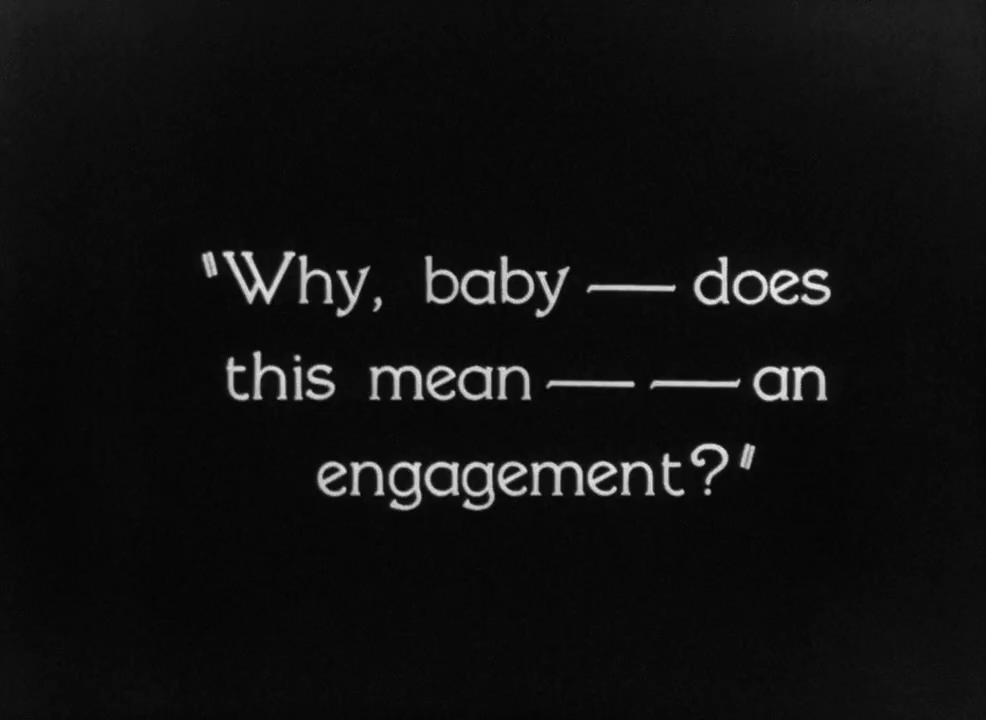 "Why, baby — does
this mean — — an
engagement?"